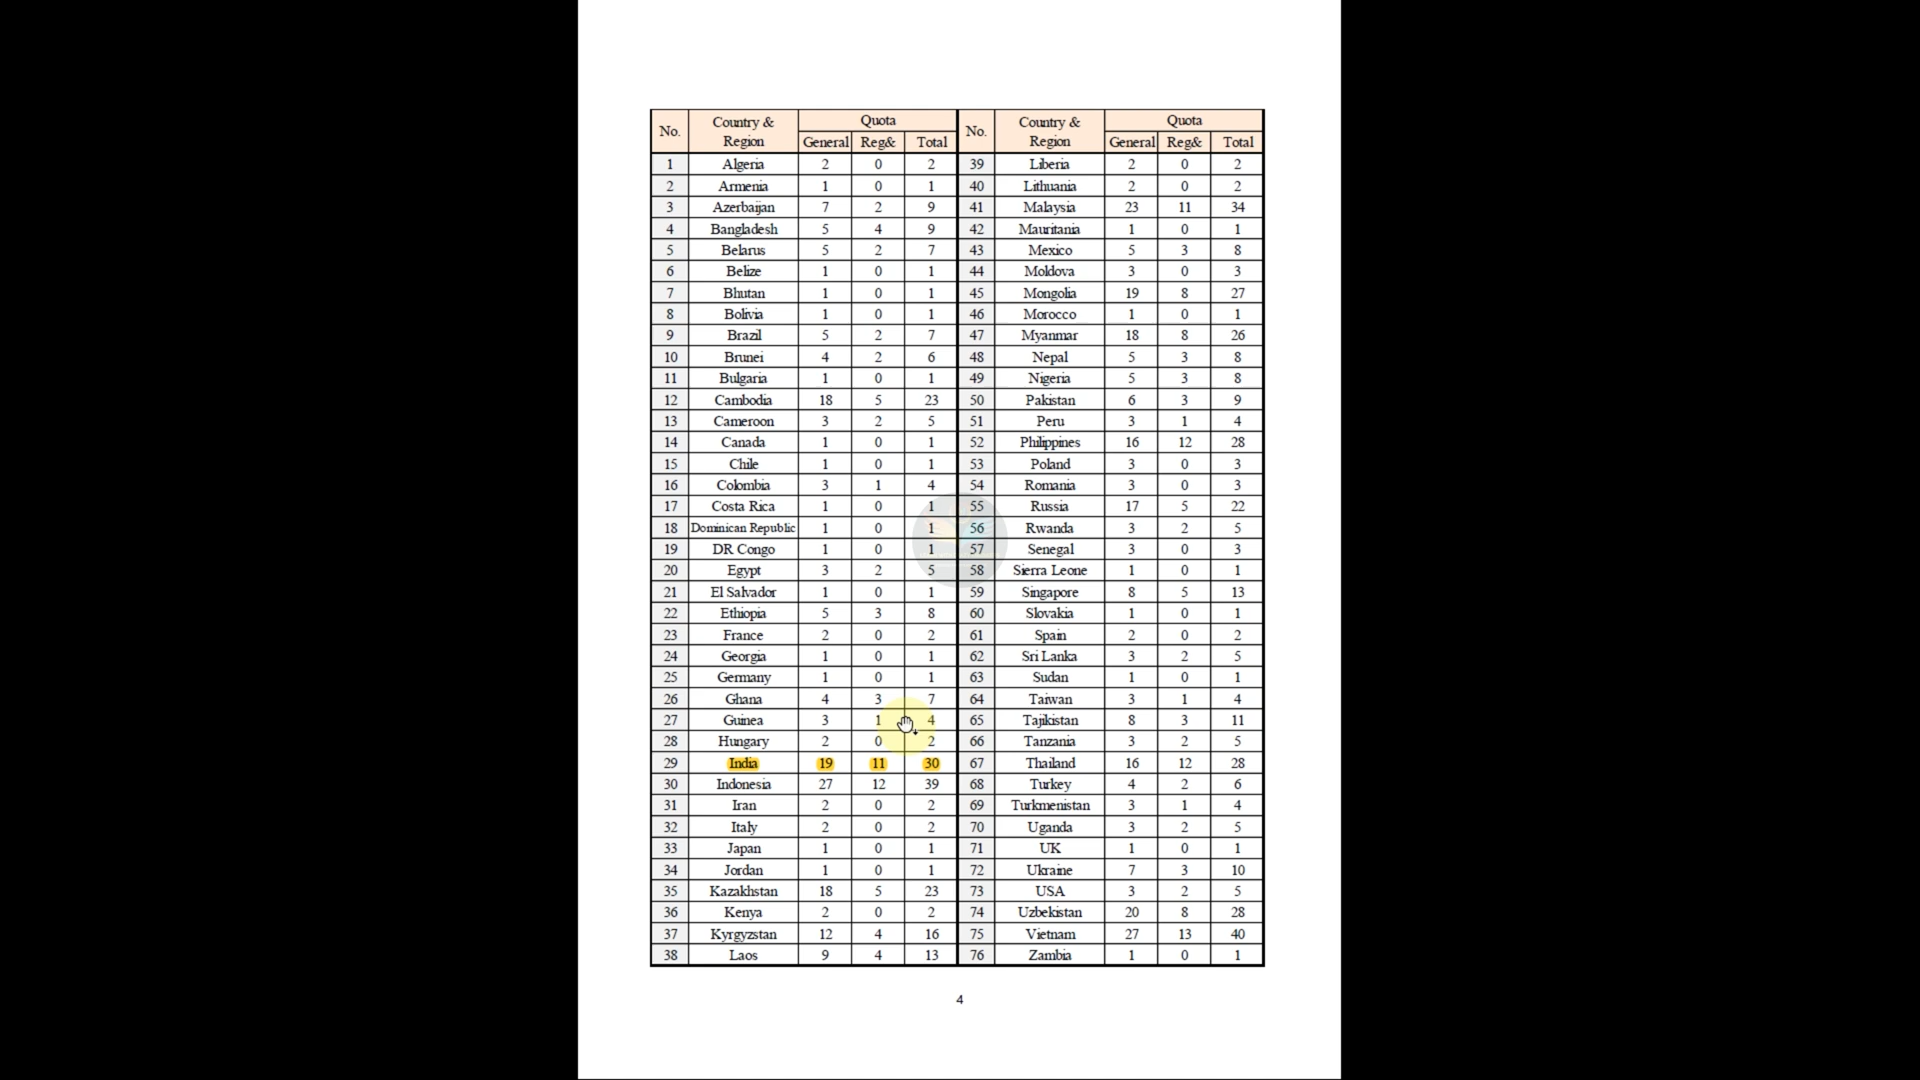 No. Country & Region Quota No. Country & Region Quota
General Reg& Total General Reg& Total
1 Algeria 2 0 2 39 Liberia 2 0 2
2 Armenia 1 0 1 40 Lithuania 2 0 2
3 Azerbaijan 7 2 9 41 Malaysia 23 11 34
4 Bangladesh 5 4 9 42 Mauritania 1 0 1
5 Belarus 5 2 7 43 Mexico 5 3 8
6 Belize 1 0 1 44 Moldova 3 0 3
7 Bhutan 1 0 1 45 Mongolia 19 8 27
8 Bolivia 1 0 1 46 Morocco 1 0 1
9 Brazil 5 2 7 47 Myanmar 18 8 26
10 Brunei 4 2 6 48 Nepal 5 3 8
11 Bulgaria 1 0 1 49 Nigeria 5 3 8
12 Cambodia 18 5 23 50 Pakistan 6 3 9
13 Cameroon 3 2 5 51 Peru 3 1 4
14 Canada 1 0 1 52 Philippines 16 12 28
15 Chile 1 0 1 53 Poland 3 0 3
16 Colombia 3 1 4 54 Romania 3 0 3
17 Costa Rica 1 0 1 55 Russia 17 5 22
18 Dominican Republic 1 0 1 56 Rwanda 3 2 5
19 DR Congo 1 0 1 57 Senegal 3 0 3
20 Egypt 3 2 5 58 Sierra Leone 1 0 1
21 El Salvador 1 0 1 59 Singapore 8 5 13
22 Ethiopia 5 3 8 60 Slovakia 1 0 1
23 France 2 0 2 61 Spain 2 0 2
24 Georgia 1 0 1 62 Sri Lanka 3 2 5
25 Germany 1 0 1 63 Sudan 1 0 1
26 Ghana 4 3 7 64 Taiwan 3 1 4
27 Guinea 3 1 4 65 Tajikistan 8 3 11
28 Hungary 2 0 2 66 Tanzania 3 2 5
29 India 19 11 30 67 Thailand 16 12 28
30 Indonesia 27 12 39 68 Turkey 4 2 6
31 Iran 2 0 2 69 Turkmenistan 3 1 4
32 Italy 2 0 2 70 Uganda 3 2 5
33 Japan 1 0 1 71 UK 1 0 1
34 Jordan 1 0 1 72 Ukraine 7 3 10
35 Kazakhstan 18 5 23 73 USA 3 2 5
36 Kenya 2 0 2 74 Uzbekistan 20 8 28
37 Kyrgyzstan 12 4 16 75 Vietnam 27 13 40
38 Laos 9 4 13 76 Zambia 1 0 1
4